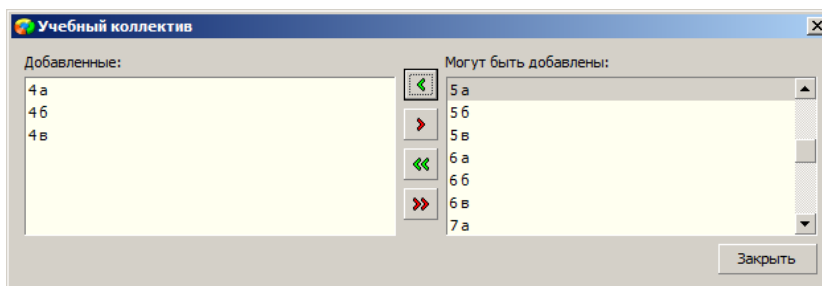 Учебный коллектив
Добавленные:
4 а
4 б
4 в
Могут быть добавлены:
5 а
5 б
5 в
6 а
6 б
6 в
7 а
Закрыть